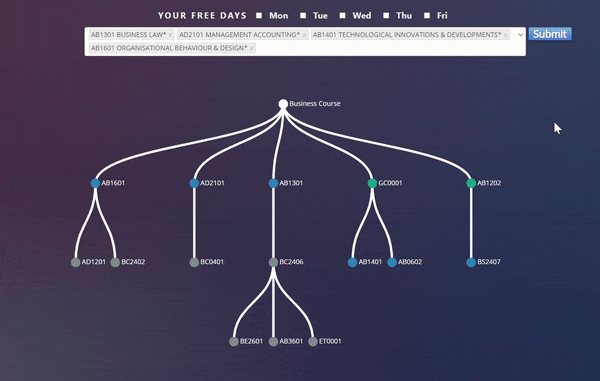 YOUR FREE DAYS Mon Tue Wed Thu Fri
AB1301 BUSINESS LAW* x AD2101 MANAGEMENT ACCOUNTING* x AB1401 TECHNOLOGICAL INNOVATIONS & DEVELOPMENTS* x Submit
AB1601 ORGANISATIONAL BEHAVIOUR & DESIGN* x
Business Course
AB1601 AD2101 AB1301 GC0001 AB1202
AD1201 BC2402 BC0401 BC2406 AB1401 AB0602 BS2407
BE2601 AB3601 ET0001